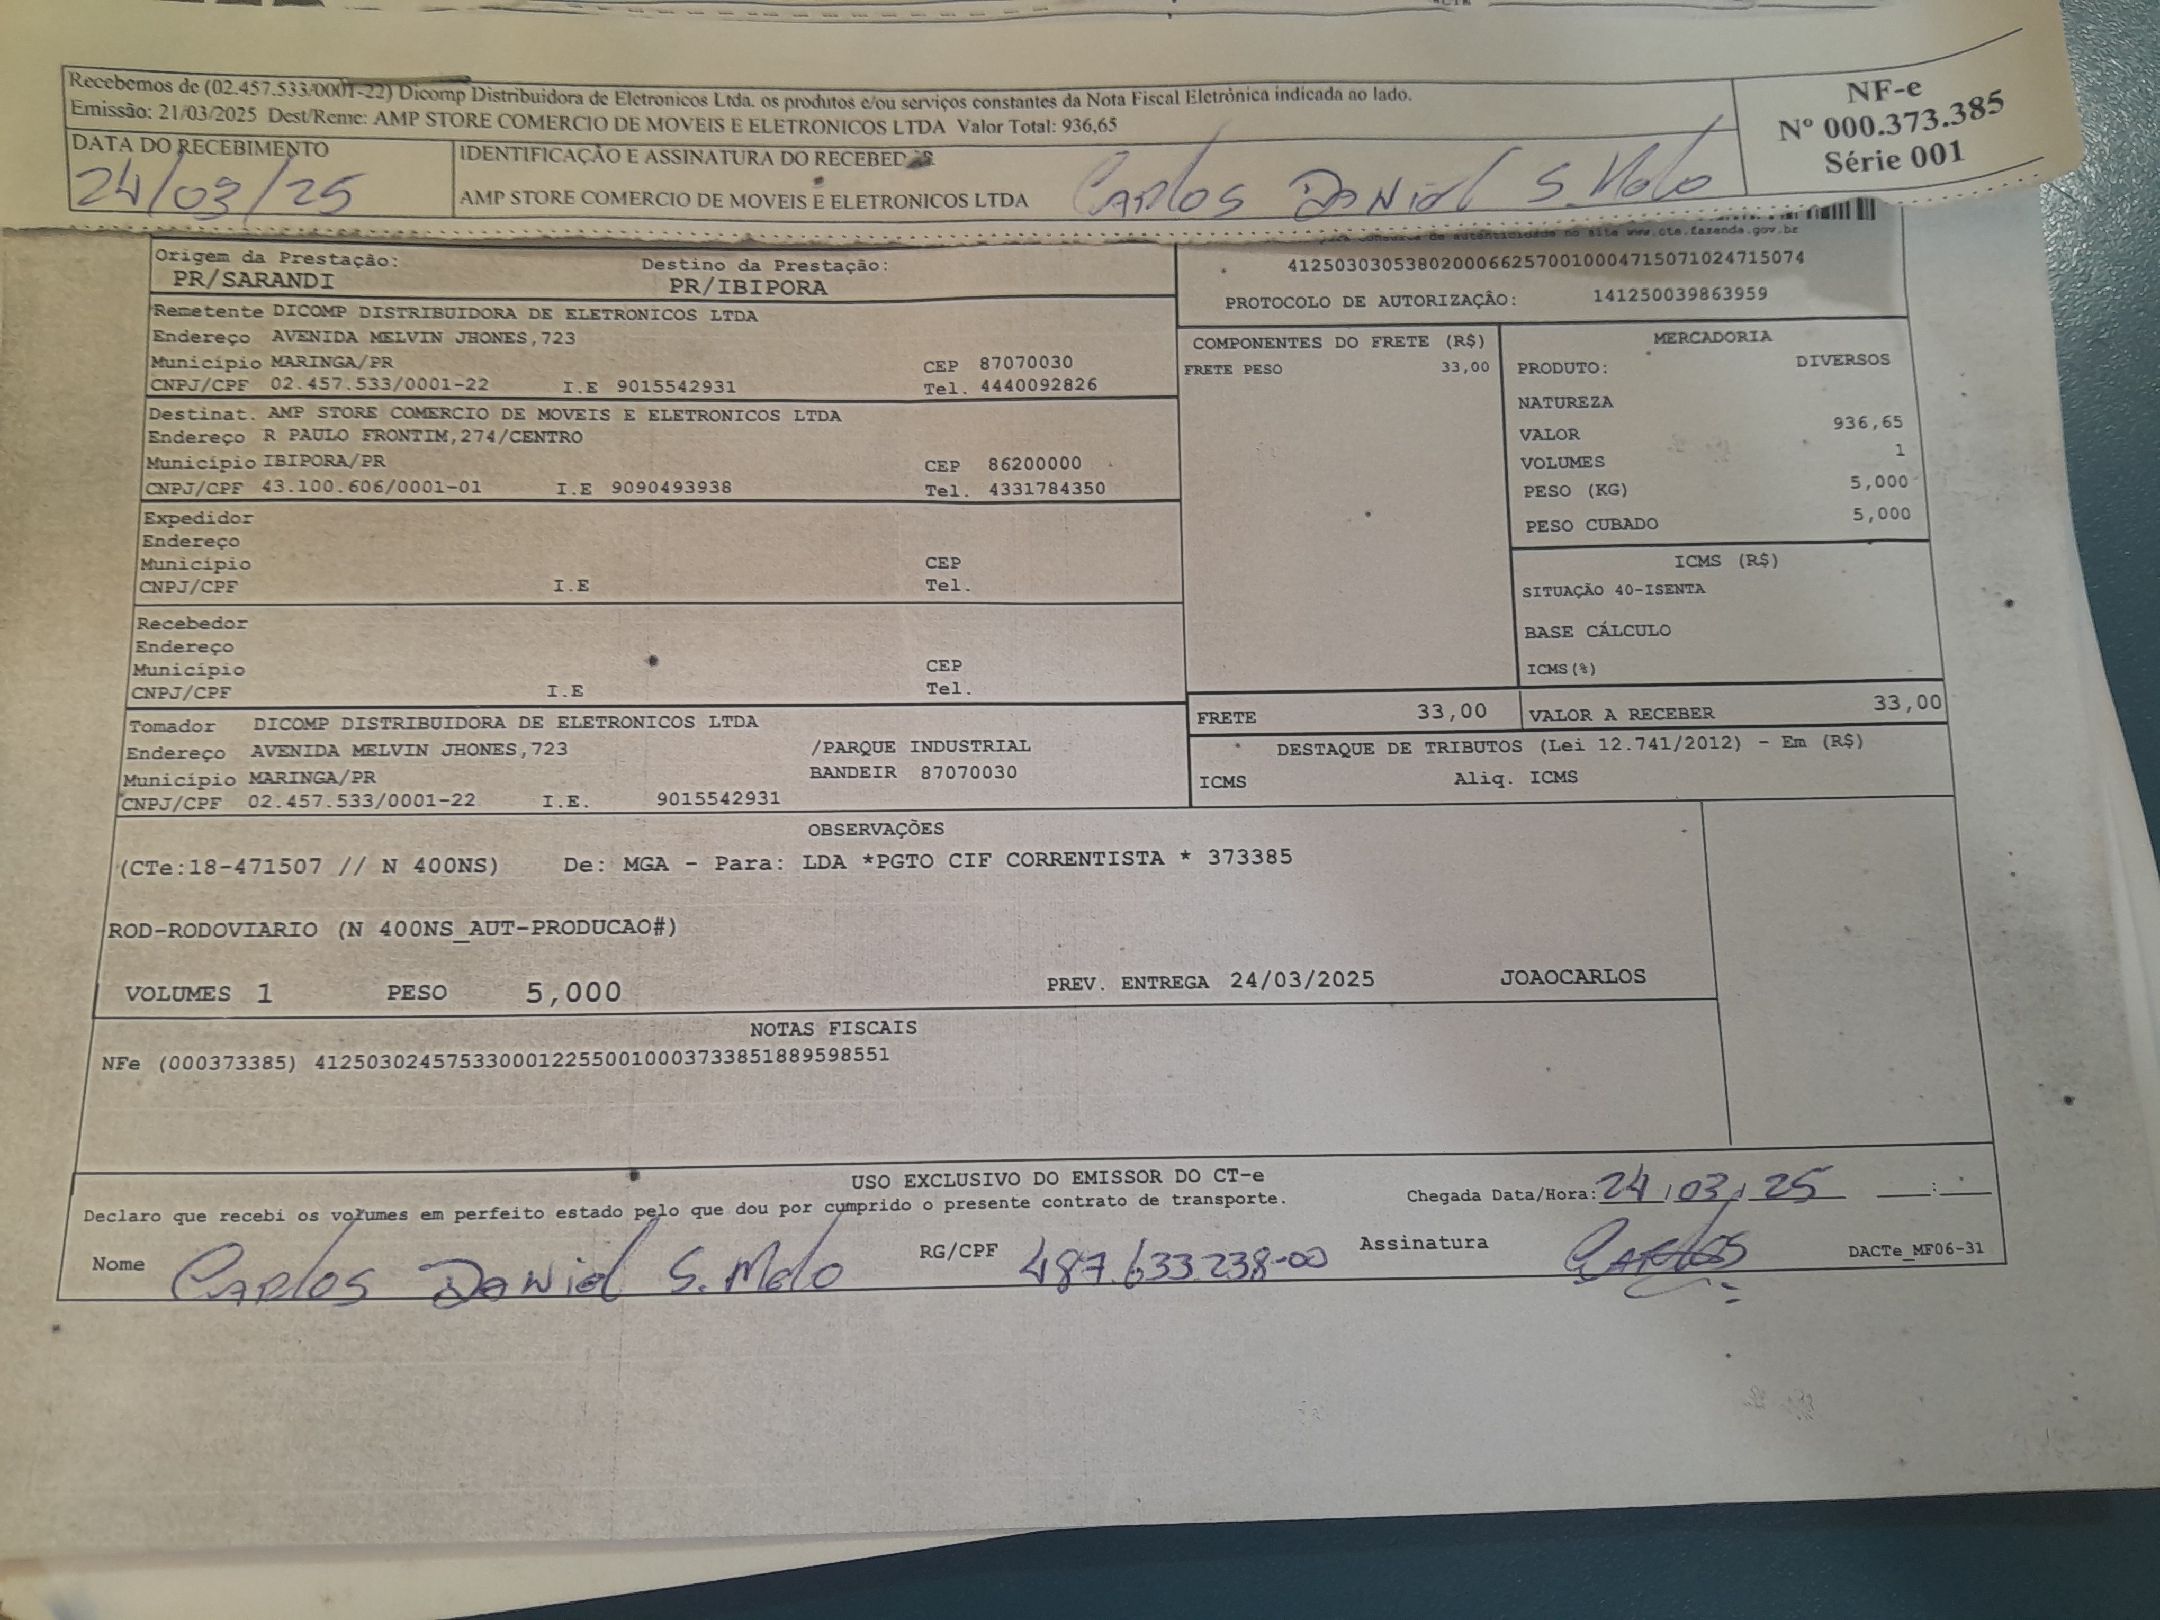 Recebemos de (02.457.533/0001-22) Dicomp Distribuidora de Eletronicos Ltda. os produtos e/ou serviços constantes da Nota Fiscal Eletrônica indicada ao lado.
Emissão: 21/03/2025 Dest/Reme: AMP STORE COMERCIO DE MOVEIS E ELETRONICOS LTDA Valor Total: 936,65
NF-e
Nº 000.373.385
Série 001
DATA DO RECEBIMENTO
24/03/25
IDENTIFICAÇÃO E ASSINATURA DO RECEBEDOR
AMP STORE COMERCIO DE MOVEIS E ELETRONICOS LTDA Carlos Daniel S. Melo
consulta de autenticidade no site www.cte.fazenda.gov.br
41250303053802000662570010004715071024715074
PROTOCOLO DE AUTORIZAÇÃO: 141250039863959
Origem da Prestação: Destino da Prestação:
PR/SARANDI PR/IBIPORA
Remetente DICOMP DISTRIBUIDORA DE ELETRONICOS LTDA
Endereço AVENIDA MELVIN JHONES,723
Município MARINGA/PR CEP 87070030
CNPJ/CPF 02.457.533/0001-22 I.E 9015542931 Tel. 4440092826
Destinat. AMP STORE COMERCIO DE MOVEIS E ELETRONICOS LTDA
Endereço R PAULO FRONTIM,274/CENTRO
Município IBIPORA/PR CEP 86200000
CNPJ/CPF 43.100.606/0001-01 I.E 9090493938 Tel. 4331784350
Expedidor
Endereço
Município CEP
CNPJ/CPF I.E Tel.
Recebedor
Endereço
Município CEP
CNPJ/CPF I.E Tel.
Tomador DICOMP DISTRIBUIDORA DE ELETRONICOS LTDA
Endereço AVENIDA MELVIN JHONES,723 /PARQUE INDUSTRIAL
Município MARINGA/PR BANDEIR 87070030
CNPJ/CPF 02.457.533/0001-22 I.E. 9015542931
COMPONENTES DO FRETE (R$)
FRETE PESO 33,00
MERCADORIA
PRODUTO: DIVERSOS
NATUREZA
VALOR 936,65
VOLUMES 1
PESO (KG) 5,000
PESO CUBADO 5,000
ICMS (R$)
SITUAÇÃO 40-ISENTA
BASE CÁLCULO
ICMS(%)
FRETE 33,00 VALOR A RECEBER 33,00
DESTAQUE DE TRIBUTOS (Lei 12.741/2012) - Em (R$)
ICMS Aliq. ICMS
OBSERVAÇÕES
(CTe:18-471507 // N 400NS) De: MGA - Para: LDA *PGTO CIF CORRENTISTA * 373385
ROD-RODOVIARIO (N 400NS_AUT-PRODUCAO#)
VOLUMES 1 PESO 5,000 PREV. ENTREGA 24/03/2025 JOAOCARLOS
NOTAS FISCAIS
NFe (000373385) 41250302457533000122550010003733851889598551
USO EXCLUSIVO DO EMISSOR DO CT-e
Declaro que recebi os volumes em perfeito estado pelo que dou por cumprido o presente contrato de transporte.
Chegada Data/Hora: 24/03/25 __:__
Nome Carlos Daniel S. Melo RG/CPF 487.633.238-00 Assinatura Carlos DACTe_MF06-31